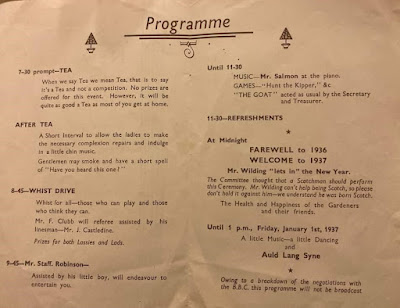 Programme
7-30 prompt—TEA
When we say Tee we mean Tea, that is to say
it's a Tea and not a competition. No prizes are
offered for this event. However, it will be
quite as good a Tea as most of you get at home.
AFTER TEA
A Short Interval to allow the ladies to make
the necessary complexion repairs and indulge
in a little chin music.
Gentlemen may smoke and have a short spell
of "Have you heard this one!"
8-45—WHIST DRIVE
Whist for all—those who can play and those
who think they can.
Mr. F. Clubb will referee assisted by his
linesman—Mr. J. Cattledine.
Prizes for both Lassies and Lads.
9-45—Mr. Staff. Robinson—
Assisted by his little boy, will endeavour to
entertain you.
Until 11-30
MUSIC—Mr. Salmon at the piano.
GAMES—"Hunt the Kipper," &c
"THE GOAT" acted as usual by the Secretary
and Treasurer.
11-30—REFRESHMENTS
At Midnight
FAREWELL to 1936
WELCOME to 1937
Mr. Wilding "lets in" the New Year.
The Committee thought that a Scotchman should perform
this Ceremony. Mr. Wilding can't help being Scotch, so please
don't hold it against him—we understand he was born Scotch.
The Health and Happiness of the Gardeners
and their friends.
Until 1 p.m., Friday, January 1st, 1937
A little Music—a little Dancing
and
Auld Lang Syne
Owing to a breakdown of the negotiations with
the B.B.C. this programme will not be broadcast